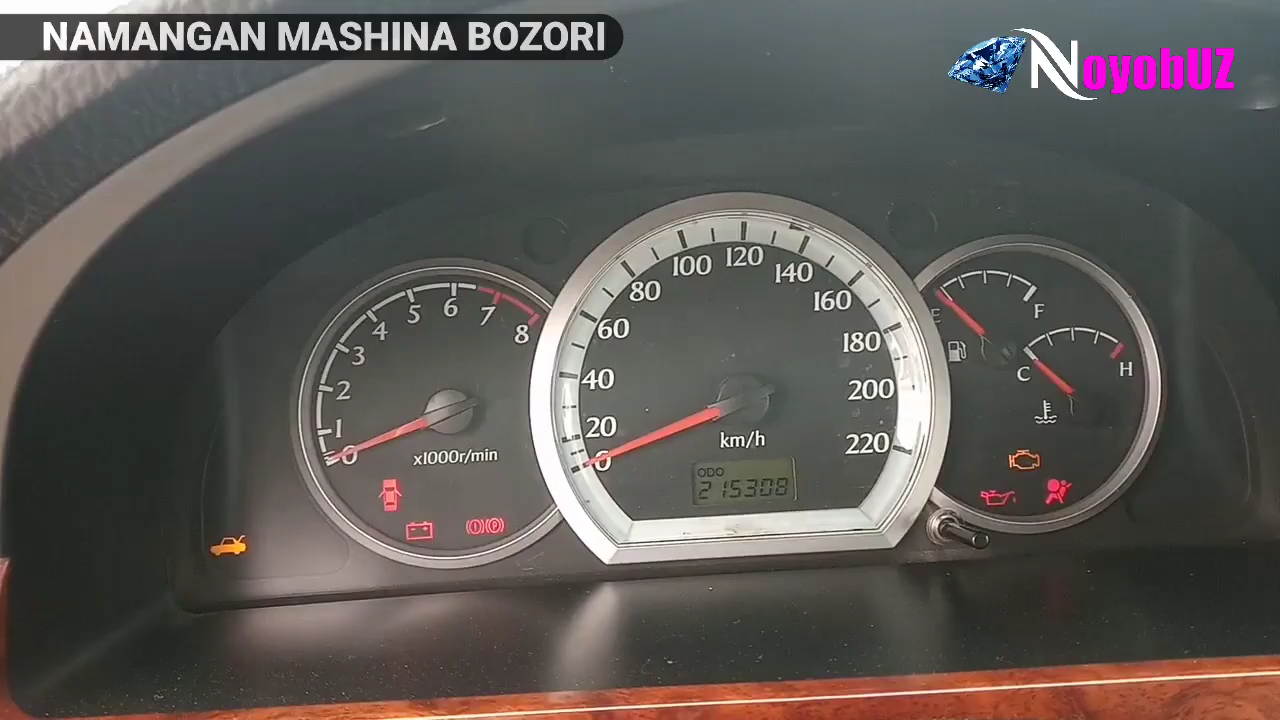 NAMANGAN MASHINA BOZORI
NoyobUZ
0 1 2 3 4 5 6 7 8
x1000r/min
0 20 40 60 80 100 120 140 160 180 200 220
km/h
ODO
215308
E F
C H